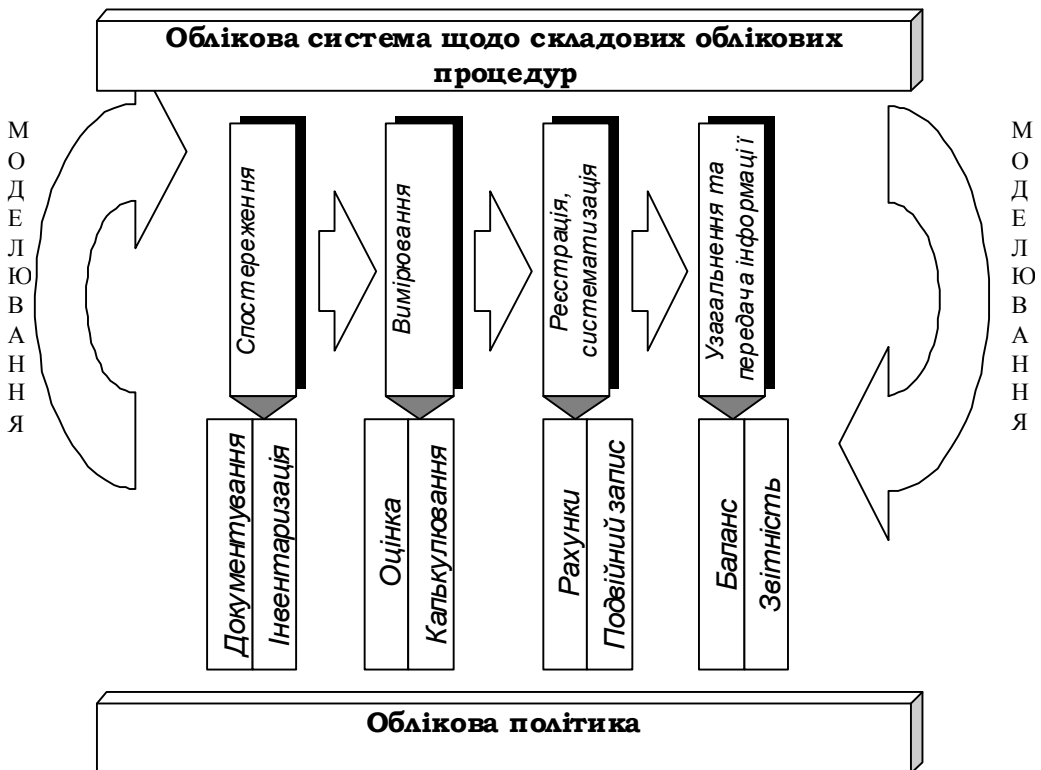 Облікова система щодо складових облікових
процедур
МОДЕЛЮВАННЯ
Спостереження
Вимірювання
Реєстрація,
систематизація
Узагальнення та
передача інформації
МОДЕЛЮВАННЯ
Документування
Інвентаризація
Оцінка
Калькулювання
Рахунки
Подвійний запис
Баланс
Звітність
Облікова політика